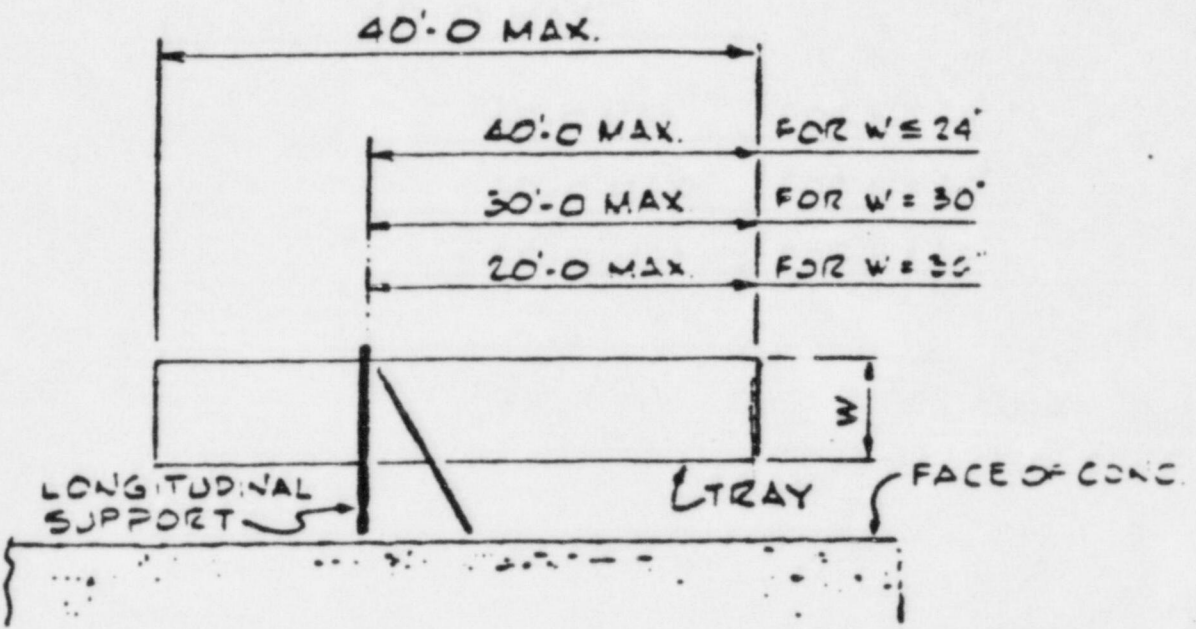 40'-0 MAX.
40'-0 MAX. FOR W ≤ 24"
30'-0 MAX. FOR W = 30"
20'-0 MAX. FOR W =
W
LONGITUDINAL
SUPPORT
TRAY
FACE OF CONC.